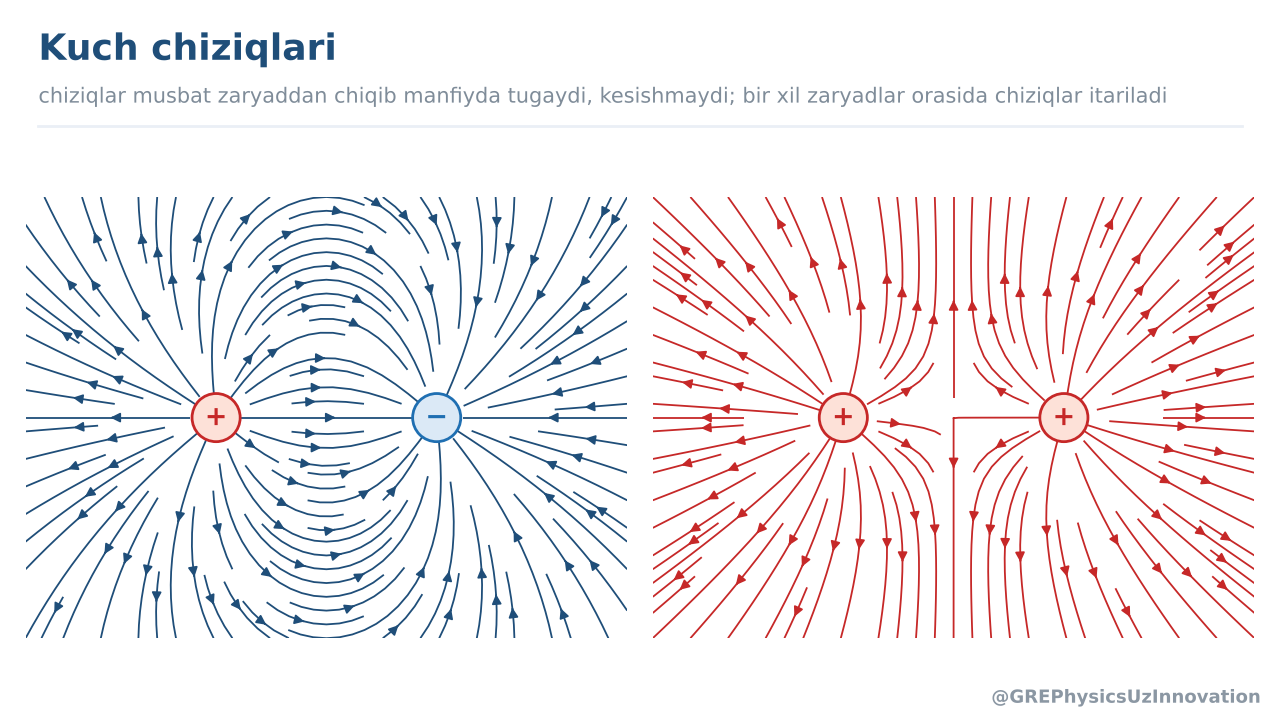 Kuch chiziqlari
chiziqlar musbat zaryaddan chiqib manfiyda tugaydi, kesishmaydi; bir xil zaryadlar orasida chiziqlar itariladi
+ − + +
@GREPhysicsUzInnovation